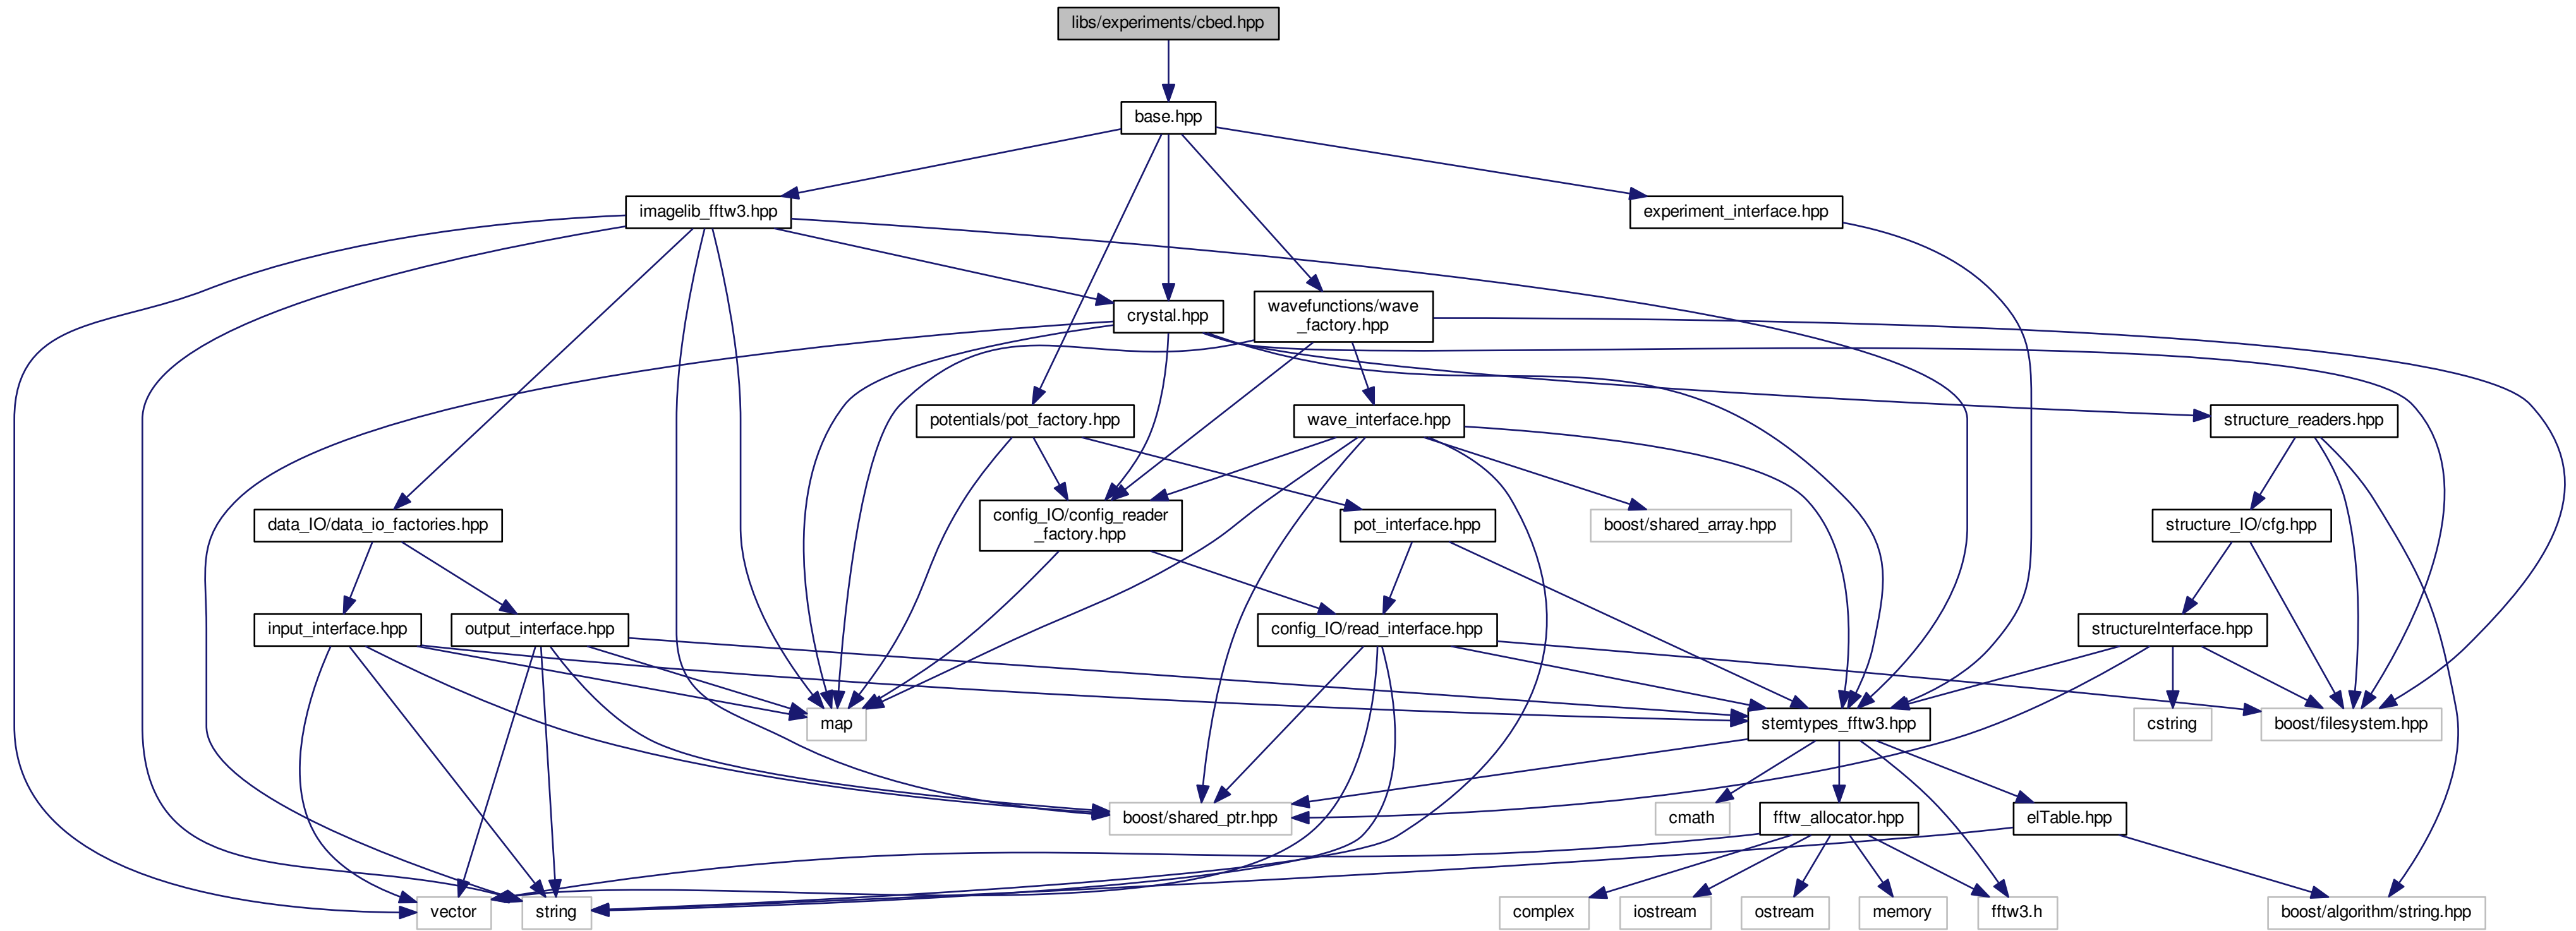 libs/experiments/cbed.hpp
base.hpp
imagelib_fftw3.hpp
experiment_interface.hpp
crystal.hpp
wavefunctions/wave
_factory.hpp
potentials/pot_factory.hpp
wave_interface.hpp
structure_readers.hpp
data_IO/data_io_factories.hpp
config_IO/config_reader
_factory.hpp
pot_interface.hpp
boost/shared_array.hpp
structure_IO/cfg.hpp
input_interface.hpp
output_interface.hpp
config_IO/read_interface.hpp
structureInterface.hpp
map
stemtypes_fftw3.hpp
cstring
boost/filesystem.hpp
boost/shared_ptr.hpp
cmath
fftw_allocator.hpp
elTable.hpp
vector
string
complex
iostream
ostream
memory
fftw3.h
boost/algorithm/string.hpp